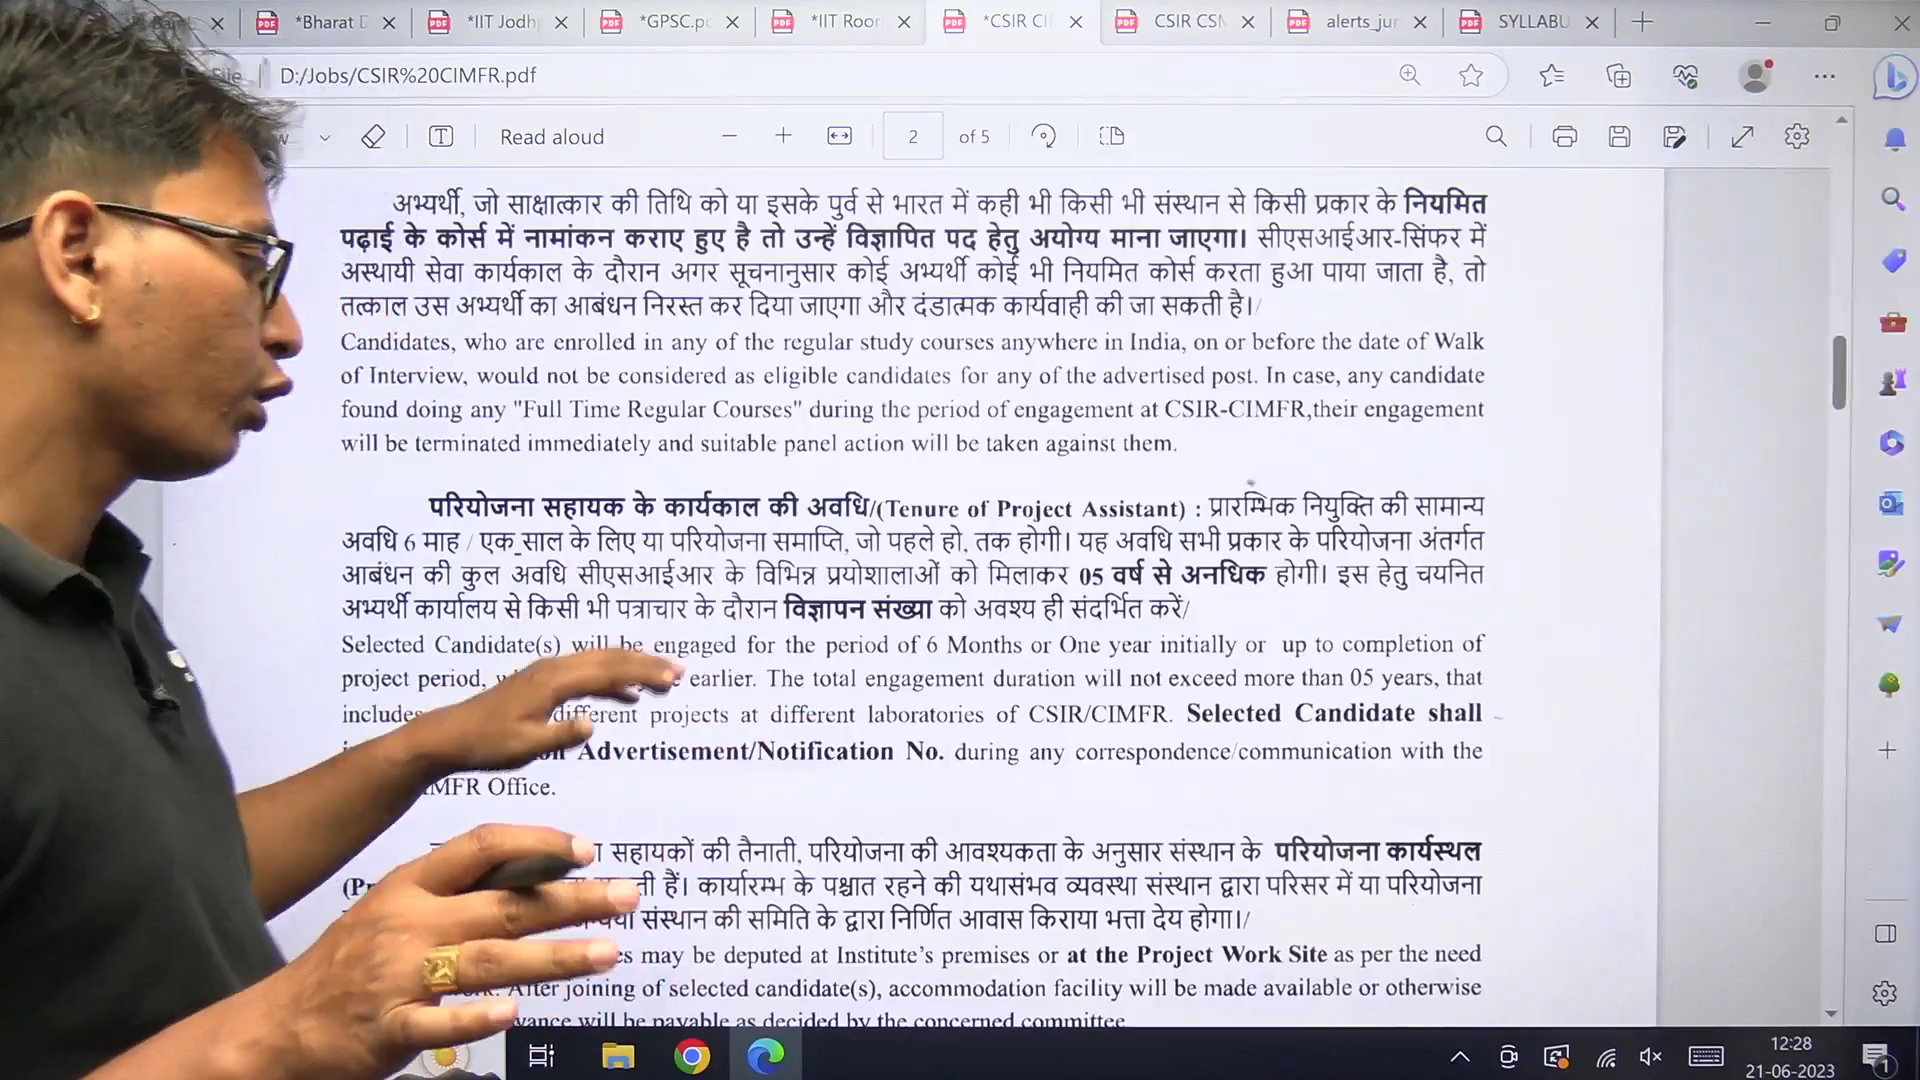 *Bharat D
*IIT Jodh
*GPSC.po
*IIT Roor
*CSIR CI
CSIR CSM
alerts_jun
SYLLABU
D:/Jobs/CSIR%20CIMFR.pdf
Read aloud
2 of 5
अभ्यर्थी, जो साक्षात्कार की तिथि को या इसके पुर्व से भारत में कही भी किसी भी संस्थान से किसी प्रकार के नियमित
पढ़ाई के कोर्स में नामांकन कराए हुए है तो उन्हें विज्ञापित पद हेतु अयोग्य माना जाएगा। सीएसआईआर-सिंफर में
अस्थायी सेवा कार्यकाल के दौरान अगर सूचनानुसार कोई अभ्यर्थी कोई भी नियमित कोर्स करता हुआ पाया जाता है, तो
तत्काल उस अभ्यर्थी का आबंधन निरस्त कर दिया जाएगा और दंडात्मक कार्यवाही की जा सकती है।/
Candidates, who are enrolled in any of the regular study courses anywhere in India, on or before the date of Walk
of Interview, would not be considered as eligible candidates for any of the advertised post. In case, any candidate
found doing any "Full Time Regular Courses" during the period of engagement at CSIR-CIMFR,their engagement
will be terminated immediately and suitable panel action will be taken against them.
परियोजना सहायक के कार्यकाल की अवधि/(Tenure of Project Assistant) : प्रारम्भिक नियुक्ति की सामान्य
अवधि 6 माह / एक साल के लिए या परियोजना समाप्ति, जो पहले हो, तक होगी। यह अवधि सभी प्रकार के परियोजना अंतर्गत
आबंधन की कुल अवधि सीएसआईआर के विभिन्न प्रयोशालाओं को मिलाकर 05 वर्ष से अनधिक होगी। इस हेतु चयनित
अभ्यर्थी कार्यालय से किसी भी पत्राचार के दौरान विज्ञापन संख्या को अवश्य ही संदर्भित करें/
Selected Candidate(s) will be engaged for the period of 6 Months or One year initially or up to completion of
project period, earlier. The total engagement duration will not exceed more than 05 years, that
includes different projects at different laboratories of CSIR/CIMFR. Selected Candidate shall
Advertisement/Notification No. during any correspondence/communication with the
IMFR Office.
सहायकों की तैनाती, परियोजना की आवश्यकता के अनुसार संस्थान के परियोजना कार्यस्थल
ती हैं। कार्यारम्भ के पश्चात रहने की यथासंभव व्यवस्था संस्थान द्वारा परिसर में या परियोजना
संस्थान की समिति के द्वारा निर्णित आवास किराया भत्ता देय होगा।/
may be deputed at Institute's premises or at the Project Work Site as per the need
After joining of selected candidate(s), accommodation facility will be made available or otherwise
will be payable as decided by the concerned committee
12:28
21-06-2023
1